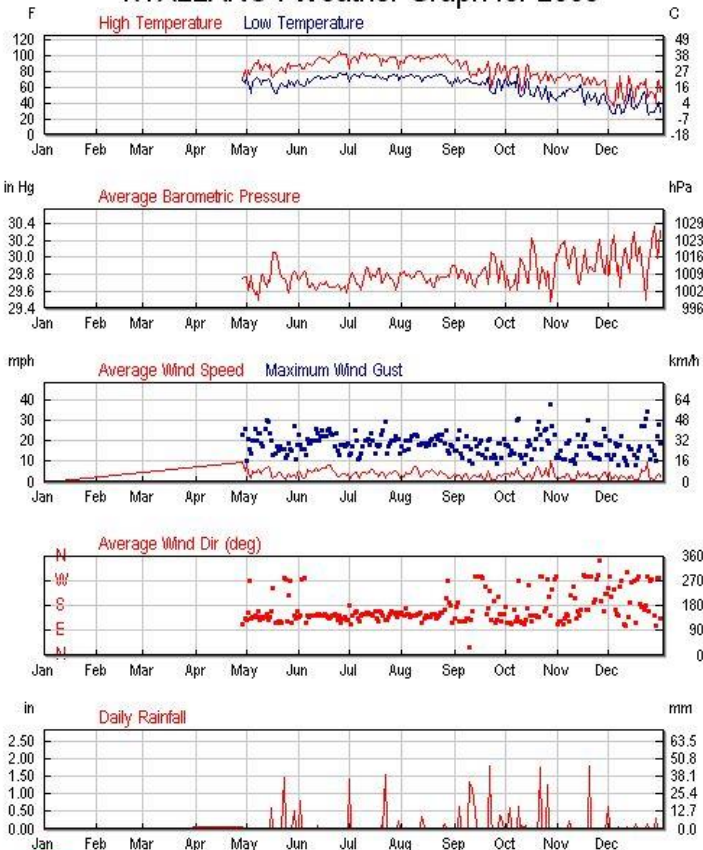 Weather Graph for
F High Temperature Low Temperature C
120 49
100 38
80 27
60 16
40 4
20 -7
0 -18
Jan Feb Mar Apr May Jun Jul Aug Sep Oct Nov Dec
in Hg Average Barometric Pressure hPa
30.4 1029
30.2 1023
30.0 1016
29.8 1009
29.6 1002
29.4 996
Jan Feb Mar Apr May Jun Jul Aug Sep Oct Nov Dec
mph Average Wind Speed Maximum Wind Gust km/h
40 64
30 48
20 32
10 16
0 0
Jan Feb Mar Apr May Jun Jul Aug Sep Oct Nov Dec
Average Wind Dir (deg)
N 360
W 270
S 180
E 90
N 0
Jan Feb Mar Apr May Jun Jul Aug Sep Oct Nov Dec
in Daily Rainfall mm
2.50 63.5
2.00 50.8
1.50 38.1
1.00 25.4
0.50 12.7
0.00 0.0
Jan Feb Mar Apr May Jun Jul Aug Sep Oct Nov Dec